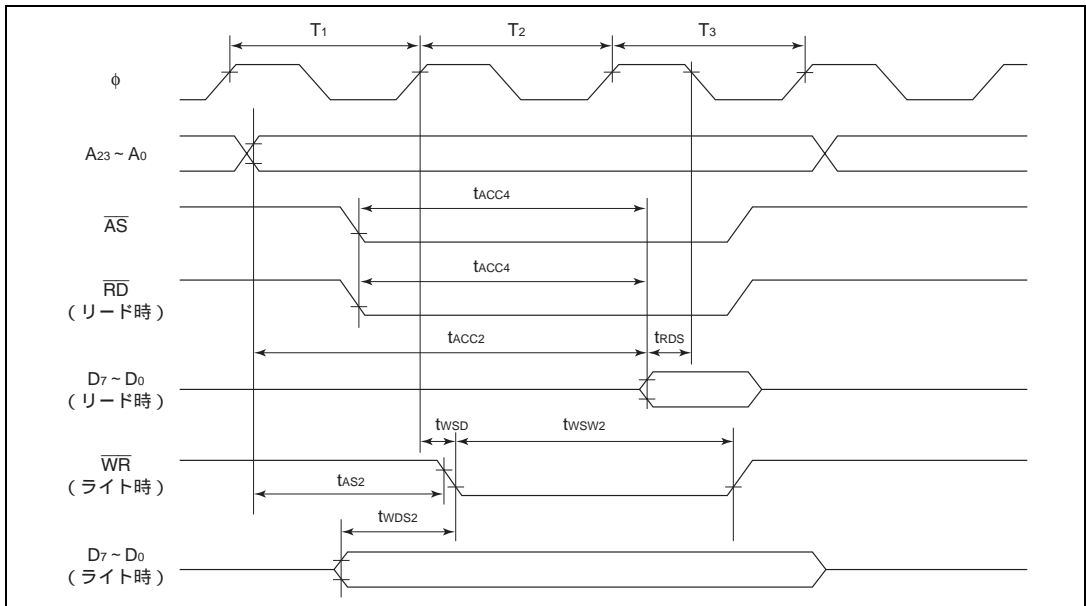 T1 T2 T3
φ
A23 ~ A0
tACC4
AS
tACC4
RD
(リード時)
tACC2 tRDS
D7 ~ D0
(リード時)
tWSD tWSW2
WR
(ライト時)
tAS2
tWDS2
D7 ~ D0
(ライト時)